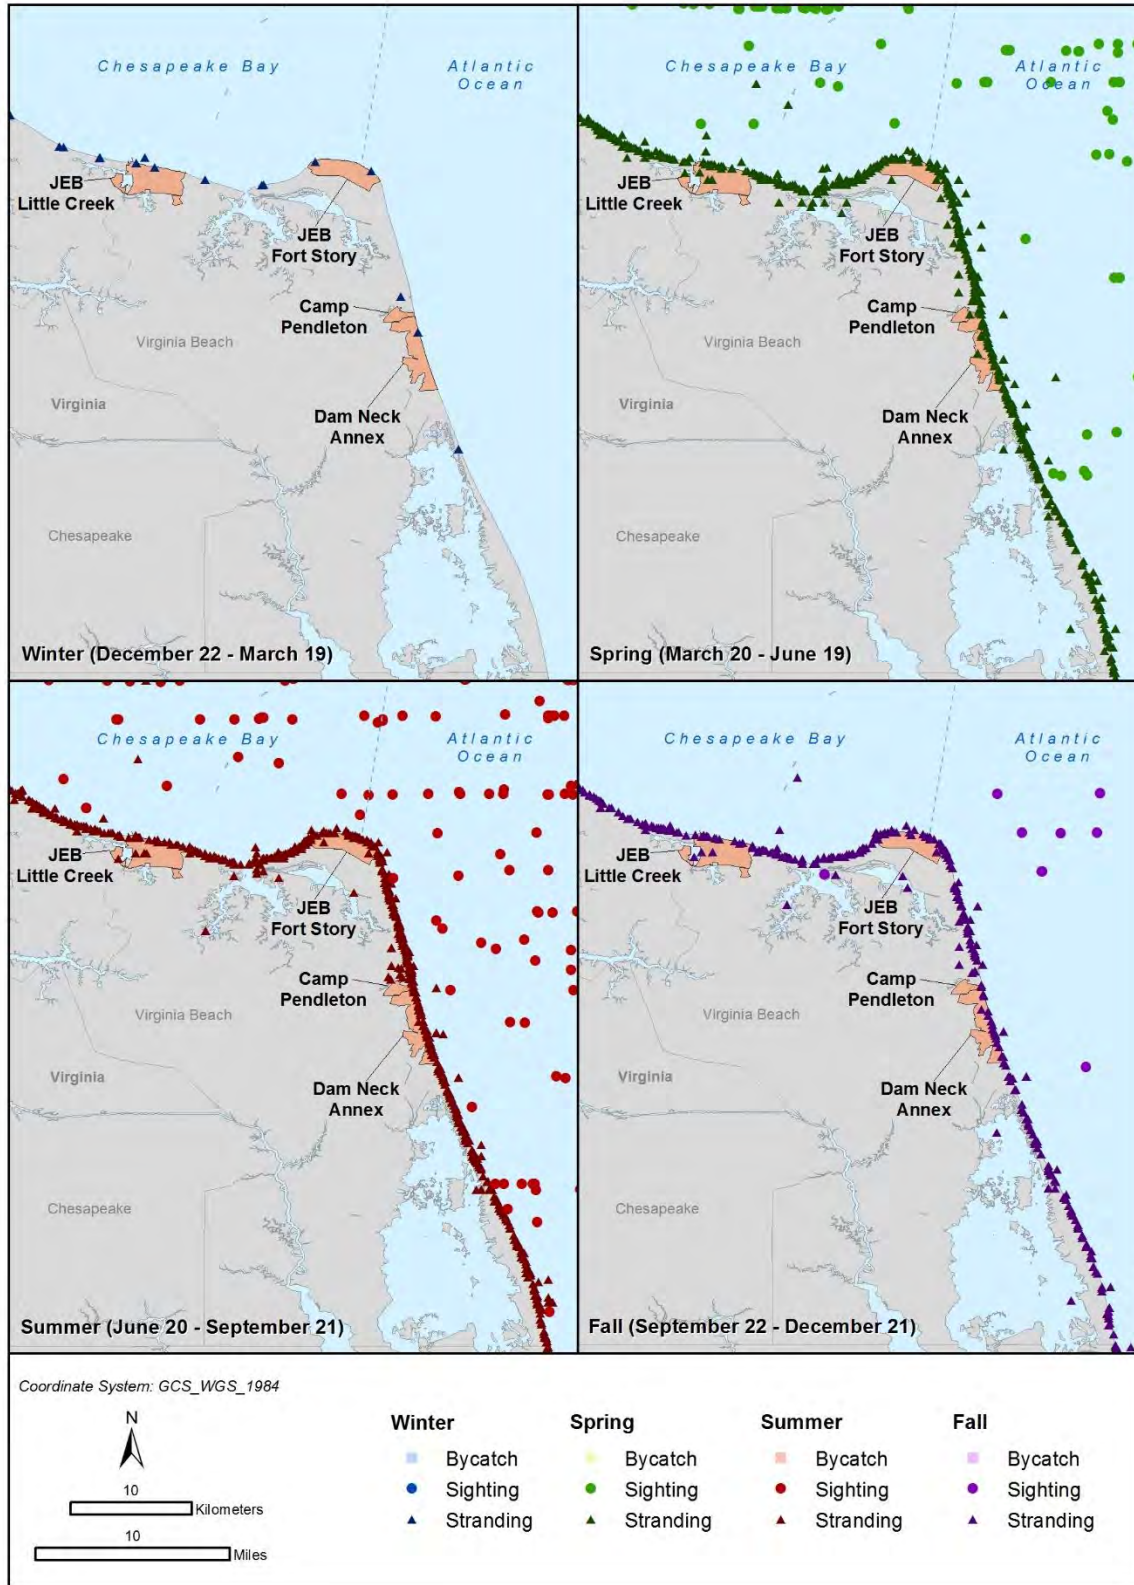 Chesapeake Bay
Atlantic
Ocean
JEB
Little Creek
JEB
Fort Story
Camp
Pendleton
Virginia Beach
Virginia
Dam Neck
Annex
Chesapeake
Winter (December 22 - March 19)
Chesapeake Bay
Atlantic
Ocean
JEB
Little Creek
JEB
Fort Story
Camp
Pendleton
Virginia Beach
Virginia
Dam Neck
Annex
Chesapeake
Spring (March 20 - June 19)
Chesapeake Bay
Atlantic
Ocean
JEB
Little Creek
JEB
Fort Story
Camp
Pendleton
Virginia Beach
Virginia
Dam Neck
Annex
Chesapeake
Summer (June 20 - September 21)
Chesapeake Bay
Atlantic
Ocean
JEB
Little Creek
JEB
Fort Story
Camp
Pendleton
Virginia Beach
Virginia
Dam Neck
Annex
Chesapeake
Fall (September 22 - December 21)
Coordinate System: GCS_WGS_1984
N
10
Kilometers
10
Miles
Winter
Bycatch
Sighting
Stranding
Spring
Bycatch
Sighting
Stranding
Summer
Bycatch
Sighting
Stranding
Fall
Bycatch
Sighting
Stranding